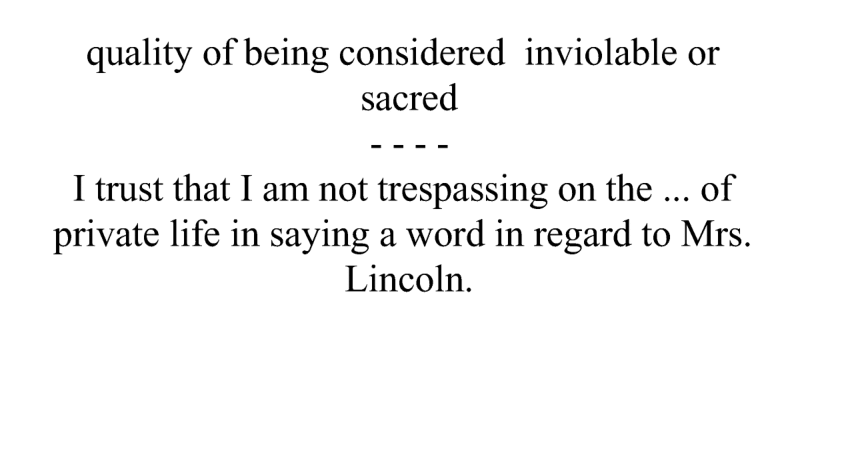 quality of being considered  inviolable or
sacred
- - - -
I trust that I am not trespassing on the ... of
private life in saying a word in regard to Mrs.
Lincoln.